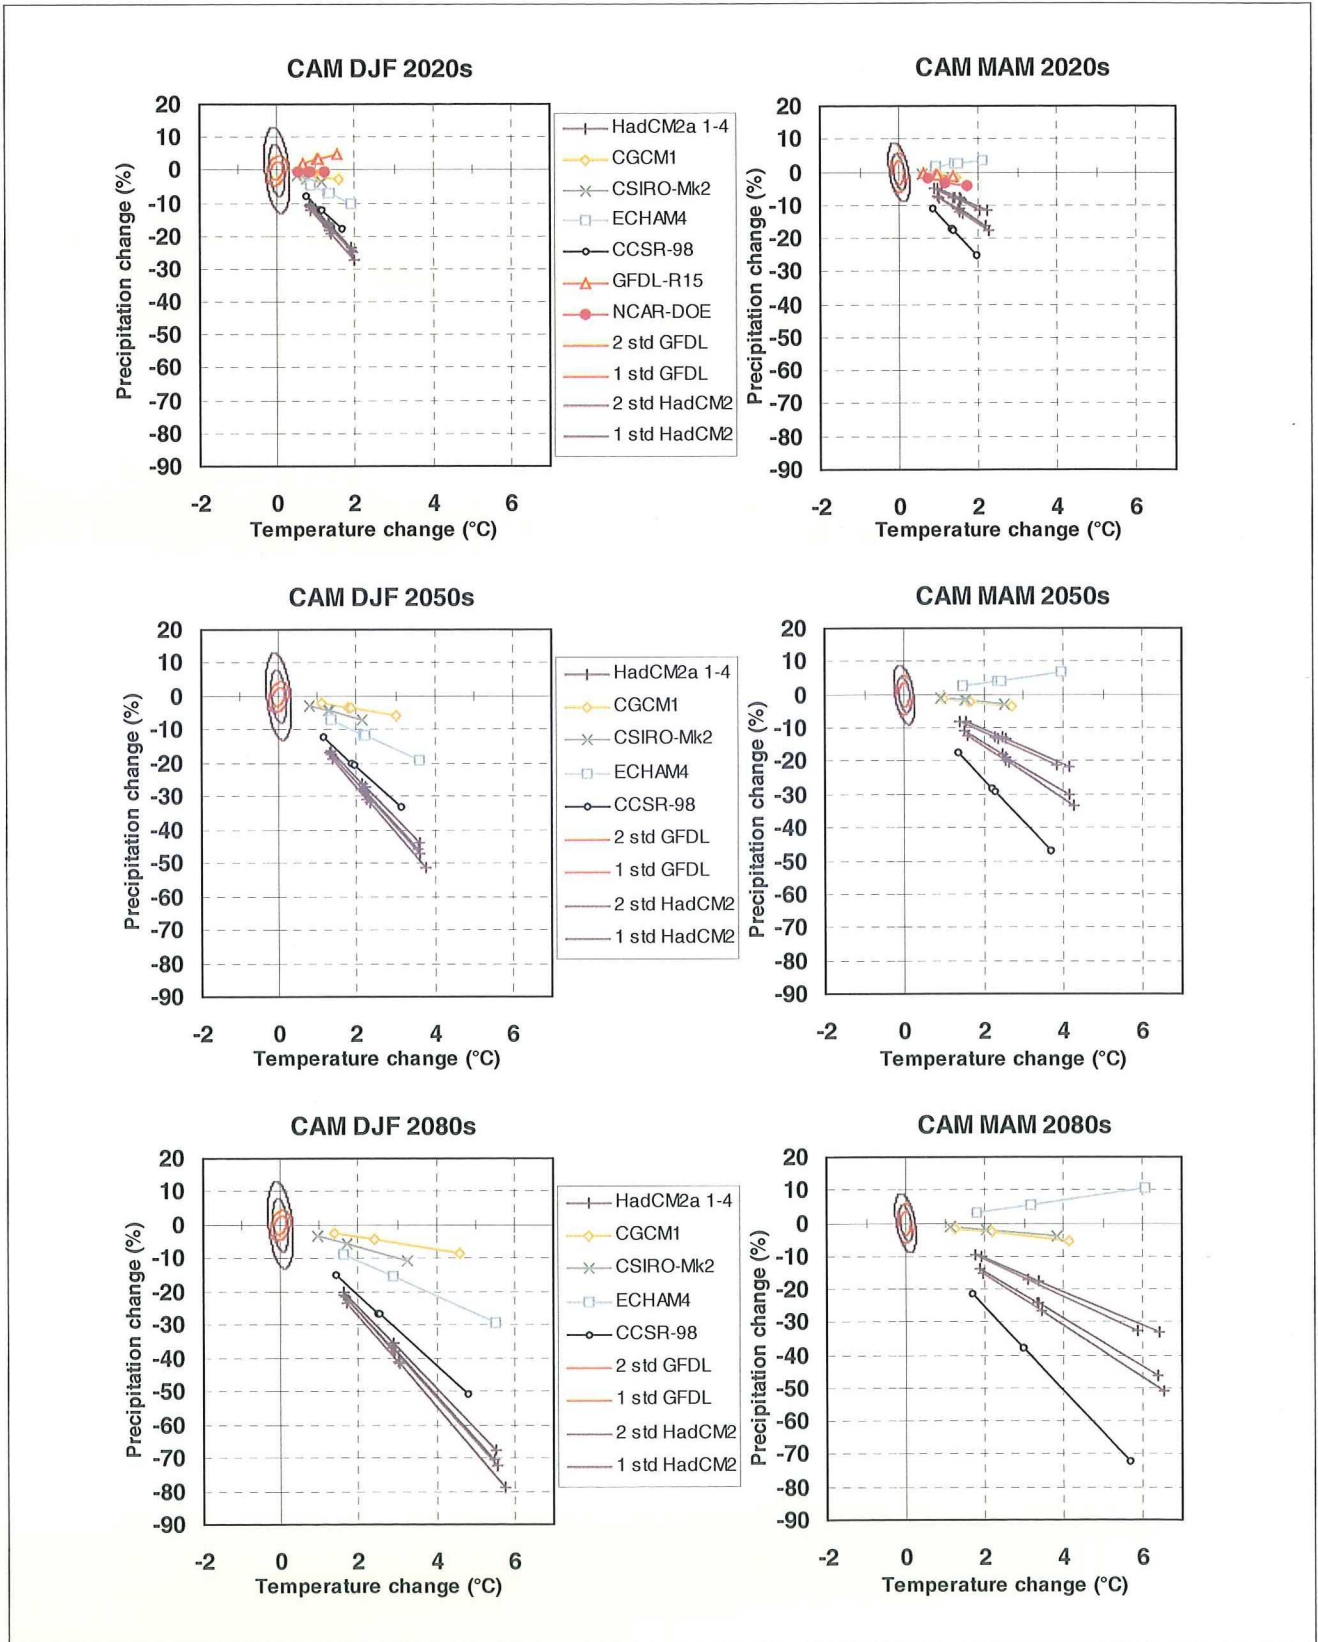 CAM DJF 2020s
20
10
0
-10
-20
-30
-40
-50
-60
-70
-80
-90
Precipitation change (%)
-2 0 2 4 6
Temperature change (°C)
HadCM2a 1-4
CGCM1
CSIRO-Mk2
ECHAM4
CCSR-98
GFDL-R15
NCAR-DOE
2 std GFDL
1 std GFDL
2 std HadCM2
1 std HadCM2
CAM MAM 2020s
20
10
0
-10
-20
-30
-40
-50
-60
-70
-80
-90
Precipitation change (%)
-2 0 2 4 6
Temperature change (°C)
CAM DJF 2050s
20
10
0
-10
-20
-30
-40
-50
-60
-70
-80
-90
Precipitation change (%)
-2 0 2 4 6
Temperature change (°C)
HadCM2a 1-4
CGCM1
CSIRO-Mk2
ECHAM4
CCSR-98
2 std GFDL
1 std GFDL
2 std HadCM2
1 std HadCM2
CAM MAM 2050s
20
10
0
-10
-20
-30
-40
-50
-60
-70
-80
-90
Precipitation change (%)
-2 0 2 4 6
Temperature change (°C)
CAM DJF 2080s
20
10
0
-10
-20
-30
-40
-50
-60
-70
-80
-90
Precipitation change (%)
-2 0 2 4 6
Temperature change (°C)
HadCM2a 1-4
CGCM1
CSIRO-Mk2
ECHAM4
CCSR-98
2 std GFDL
1 std GFDL
2 std HadCM2
1 std HadCM2
CAM MAM 2080s
20
10
0
-10
-20
-30
-40
-50
-60
-70
-80
-90
Precipitation change (%)
-2 0 2 4 6
Temperature change (°C)